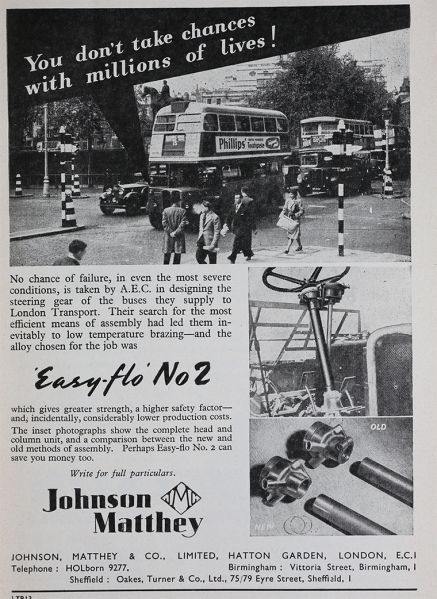 You don't take chances
with millions of lives!
Phillips' Toothpaste
No chance of failure, in even the most severe
conditions, is taken by A.E.C. in designing the
steering gear of the buses they supply to
London Transport. Their search for the most
efficient means of assembly had led them in-
evitably to low temperature brazing—and the
alloy chosen for the job was
'Easy-flo' No 2
which gives greater strength, a higher safety factor—
and, incidentally, considerably lower production costs.
The inset photographs show the complete head and
column unit, and a comparison between the new and
old methods of assembly. Perhaps Easy-flo No. 2 can
save you money too.
Write for full particulars.
OLD
NEW
Johnson
JMC
Matthey
JOHNSON, MATTHEY & CO., LIMITED, HATTON GARDEN, LONDON, E.C.1
Telephone : HOLborn 9277. Birmingham : Vittoria Street, Birmingham, 1
Sheffield : Oakes, Turner & Co., Ltd., 75/79 Eyre Street, Sheffield, 1